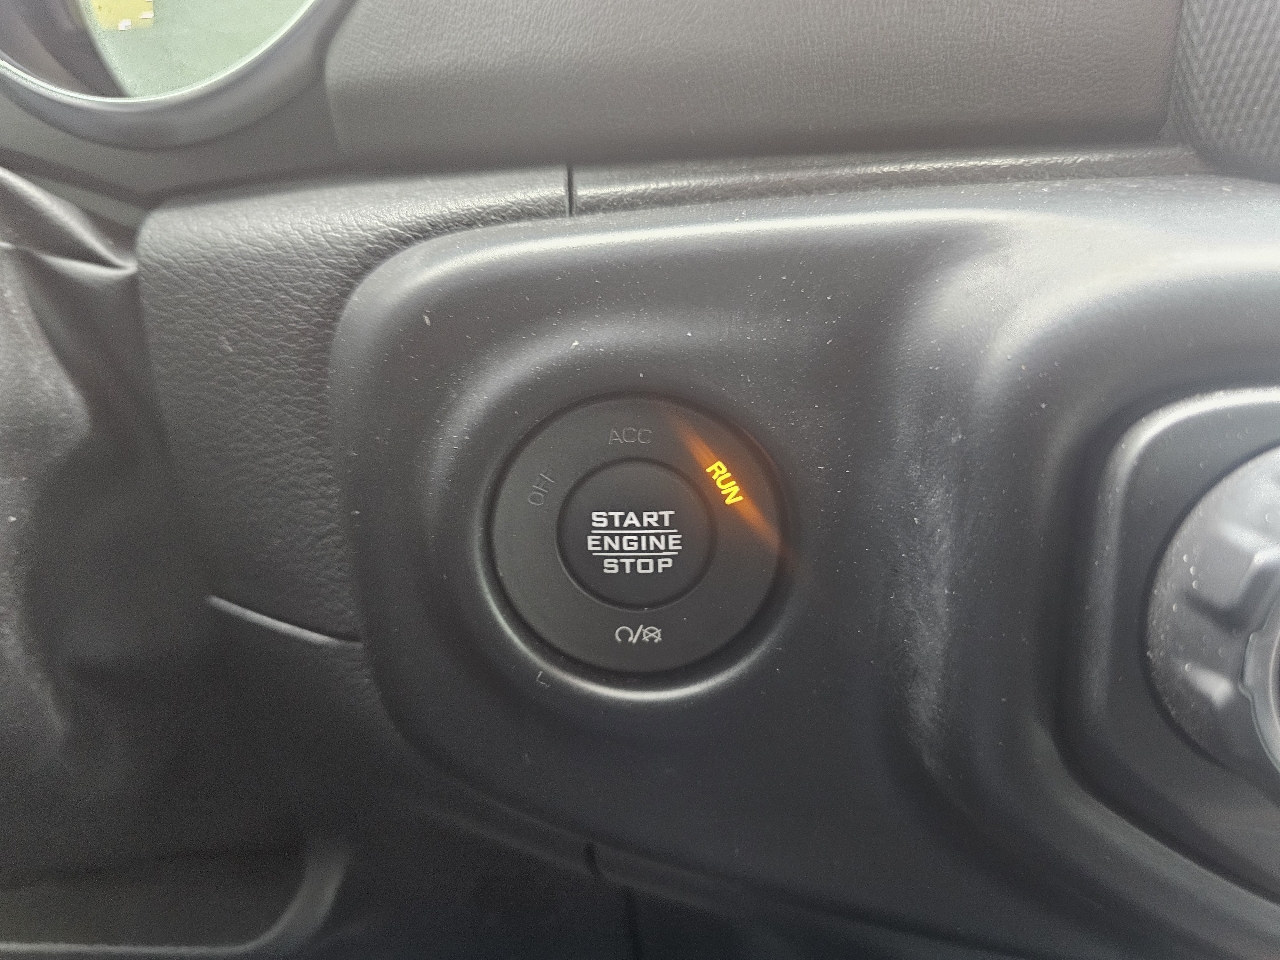 ACC
OFF
RUN
START
ENGINE
STOP